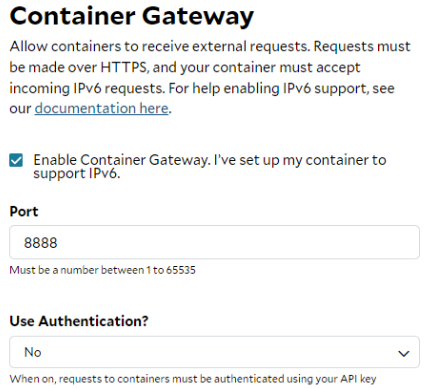 Container Gateway
Allow containers to receive external requests. Requests must
be made over HTTPS, and your container must accept
incoming IPv6 requests. For help enabling IPv6 support, see
our documentation here.
Enable Container Gateway. I've set up my container to
support IPv6.
Port
8888
Must be a number between 1 to 65535
Use Authentication?
No
When on, requests to containers must be authenticated using your API key